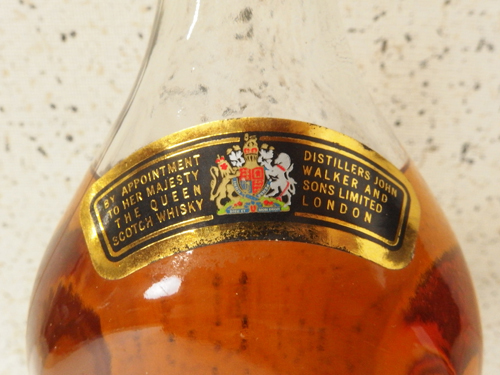 BY APPOINTMENT
TO HER MAJESTY
THE QUEEN
SCOTCH WHISKY
DISTILLERS JOHN
WALKER AND
SONS LIMITED
LONDON